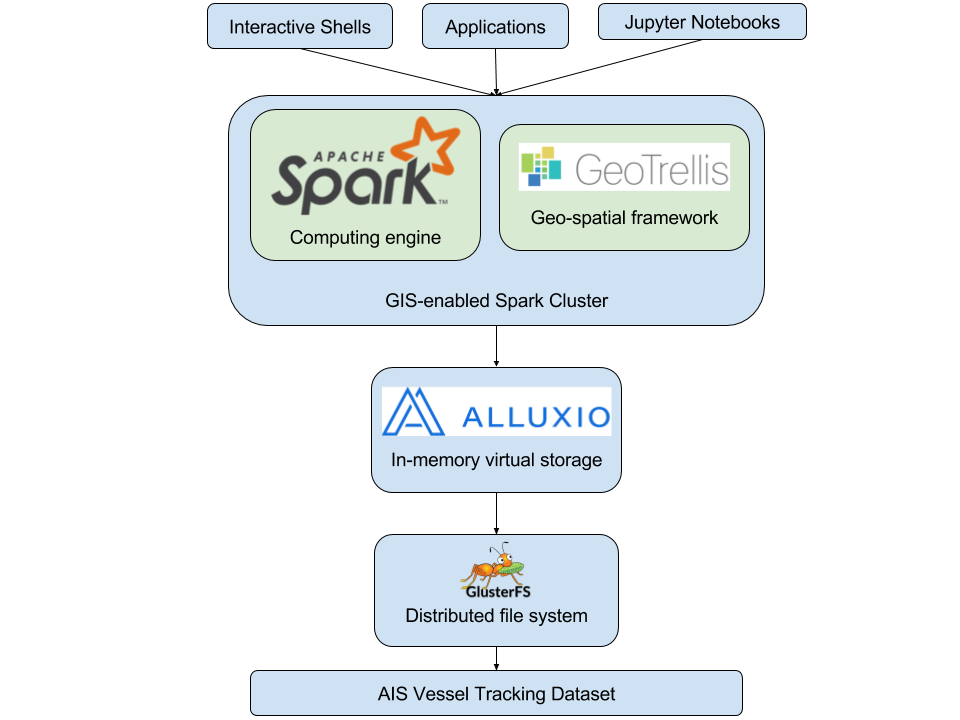 Interactive Shells
Applications
Jupyter Notebooks
APACHE
Spark™
Computing engine
GeoTrellis
Geo-spatial framework
GIS-enabled Spark Cluster
ALLUXIO
In-memory virtual storage
GlusterFS
Distributed file system
AIS Vessel Tracking Dataset